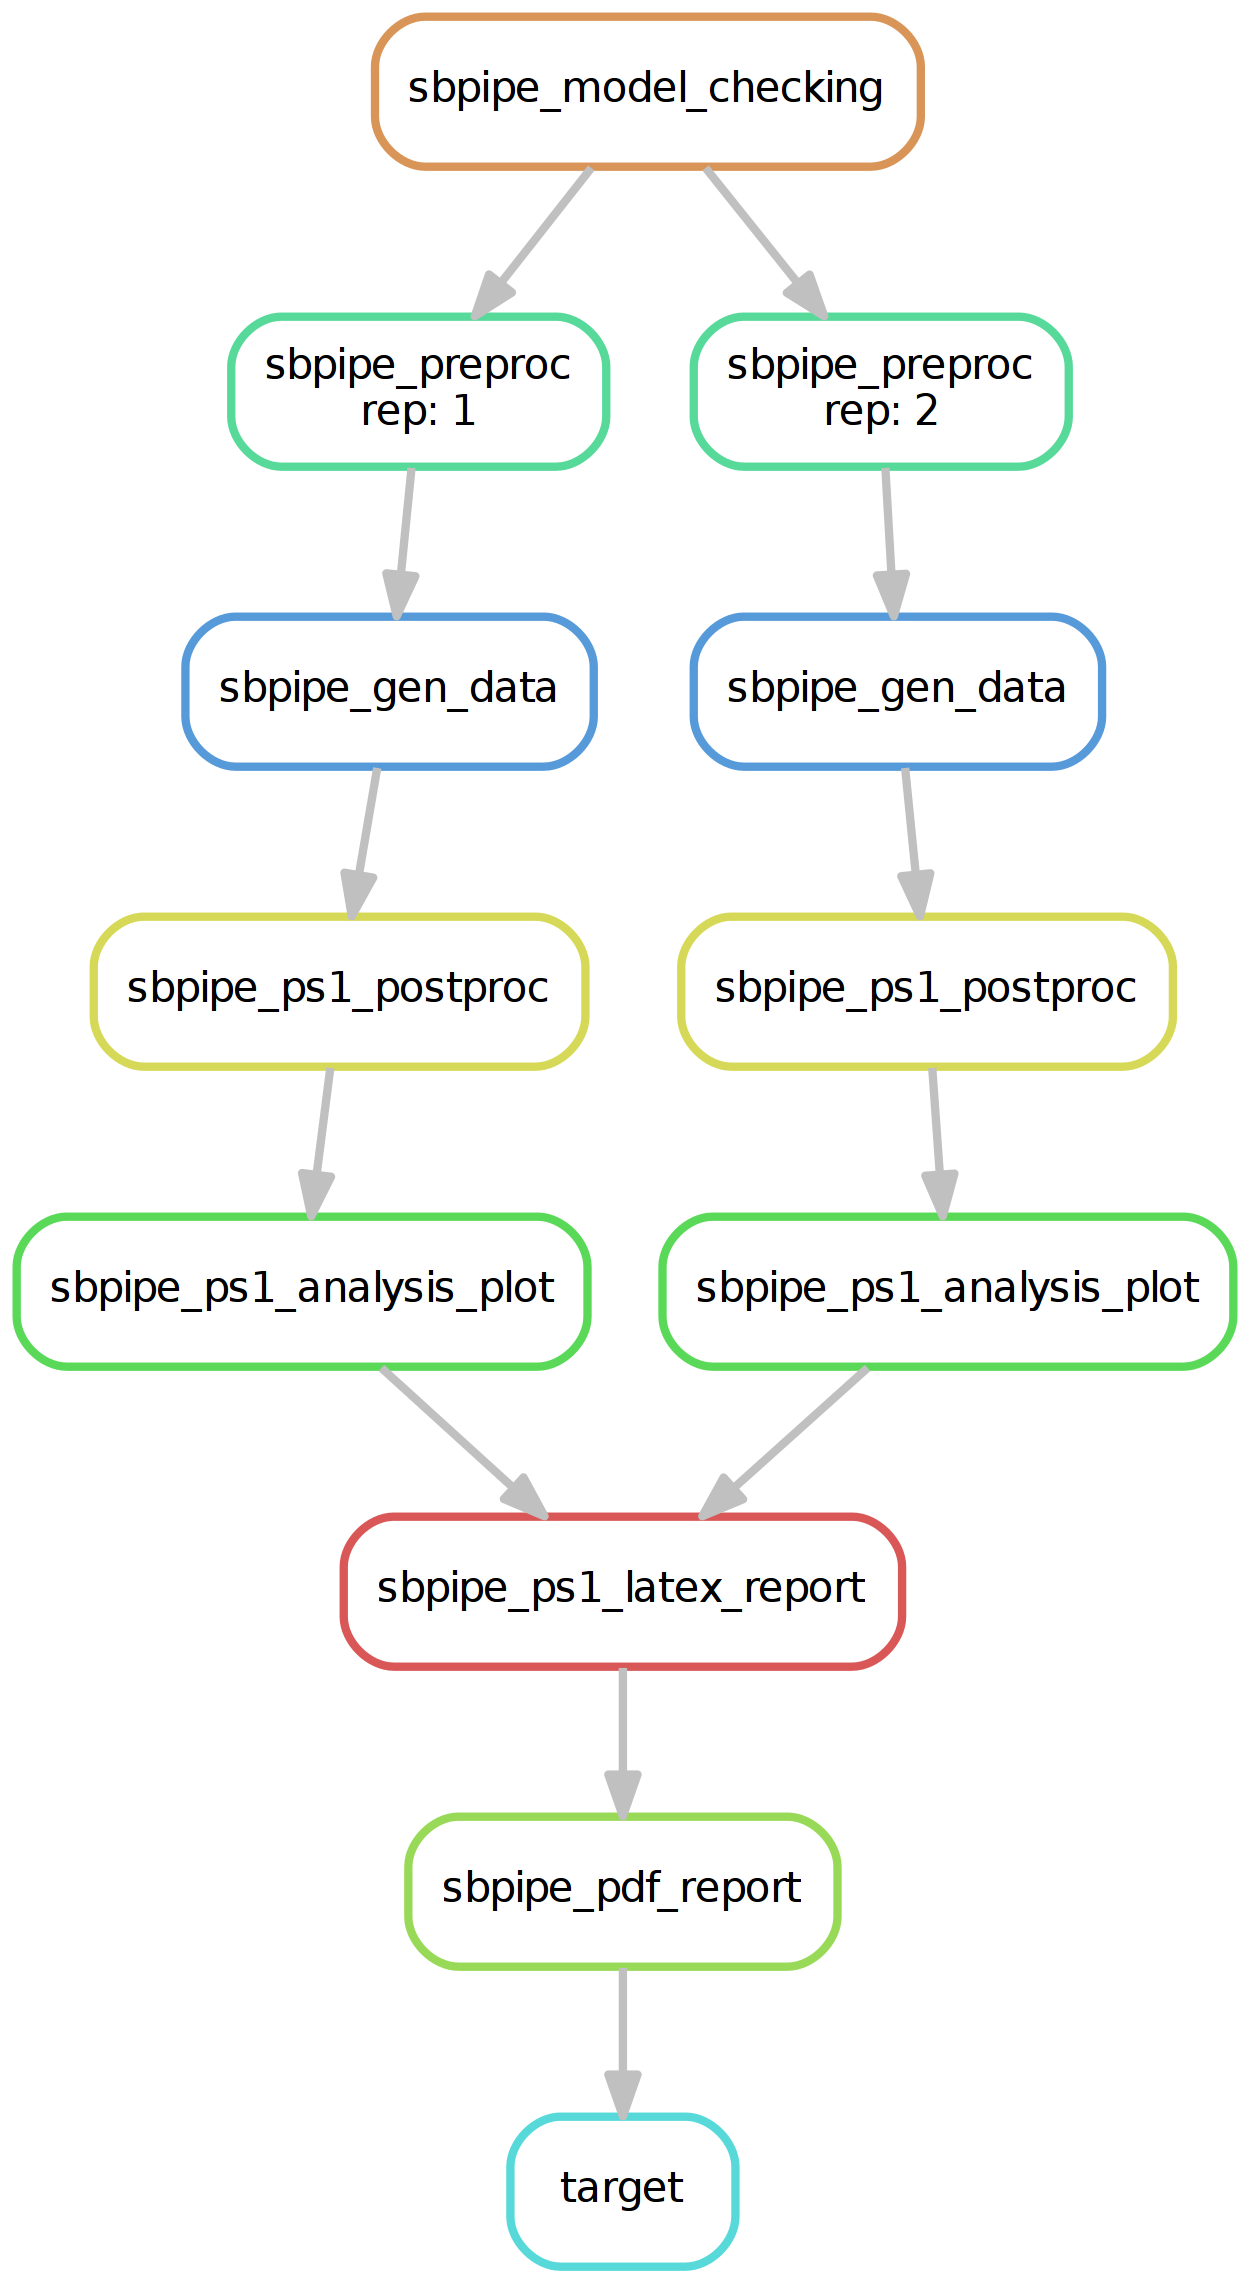 sbpipe_model_checking
sbpipe_preproc
rep: 1
sbpipe_preproc
rep: 2
sbpipe_gen_data
sbpipe_gen_data
sbpipe_ps1_postproc
sbpipe_ps1_postproc
sbpipe_ps1_analysis_plot
sbpipe_ps1_analysis_plot
sbpipe_ps1_latex_report
sbpipe_pdf_report
target